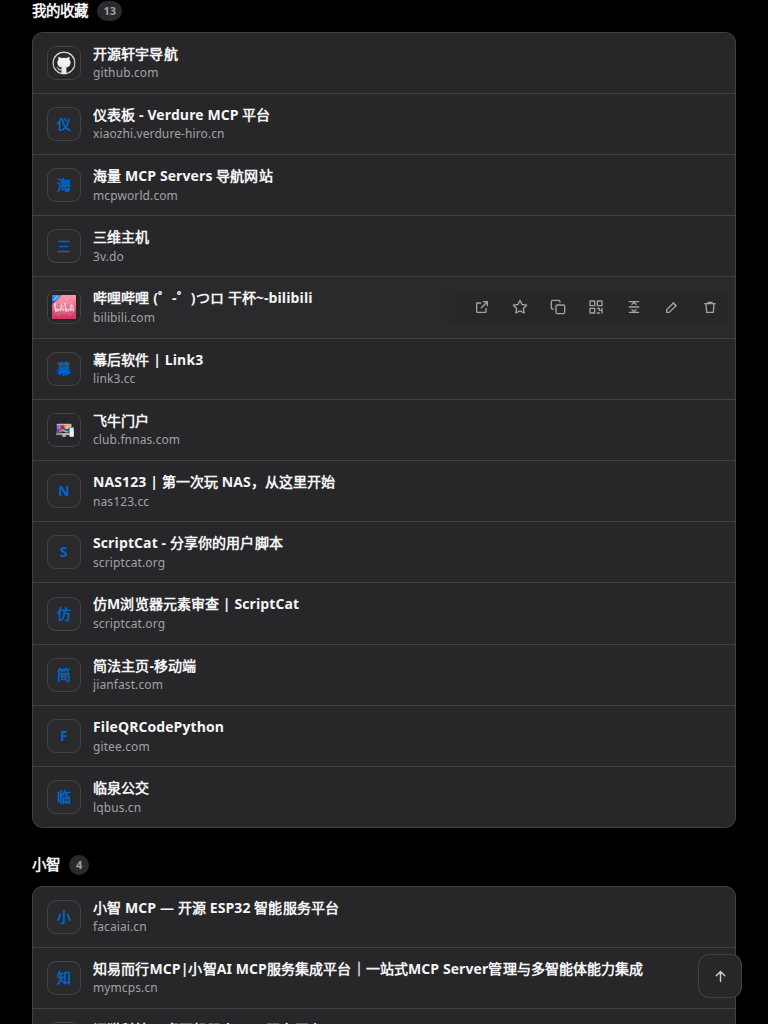 我的收藏 13
开源轩宇导航
github.com
仪
仪表板 - Verdure MCP 平台
xiaozhi.verdure-hiro.cn
海
海量 MCP Servers 导航网站
mcpworld.com
三
三维主机
3v.do
哔哩哔哩 (゜-゜)つロ 干杯~-bilibili
bilibili.com
幕
幕后软件 | Link3
link3.cc
飞牛门户
club.fnnas.com
N
NAS123 | 第一次玩 NAS，从这里开始
nas123.cc
S
ScriptCat - 分享你的用户脚本
scriptcat.org
仿
仿M浏览器元素审查 | ScriptCat
scriptcat.org
简
简法主页-移动端
jianfast.com
F
FileQRCodePython
gitee.com
临
临泉公交
lqbus.cn
小智 4
小
小智 MCP — 开源 ESP32 智能服务平台
facaiai.cn
知
知易而行MCP|小智AI MCP服务集成平台｜一站式MCP Server管理与多智能体能力集成
mymcps.cn